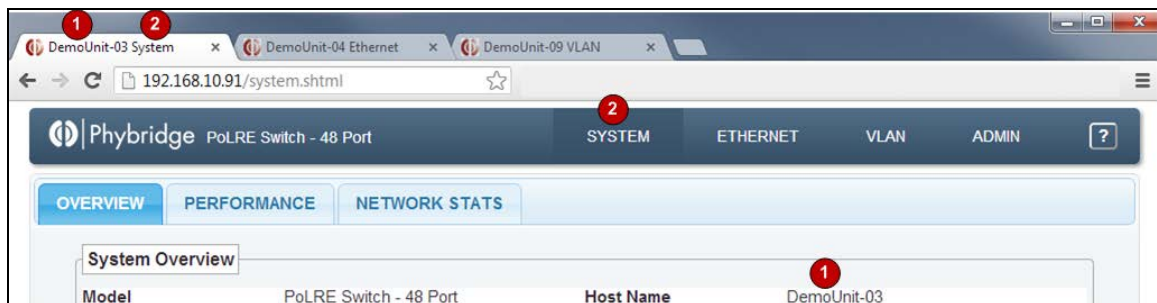 1 2
DemoUnit-03 System × DemoUnit-04 Ethernet × DemoUnit-09 VLAN ×
192.168.10.91/system.shtml
2
Phybridge PoLRE Switch - 48 Port SYSTEM ETHERNET VLAN ADMIN ?
OVERVIEW PERFORMANCE NETWORK STATS
System Overview
1
Model PoLRE Switch - 48 Port Host Name DemoUnit-03